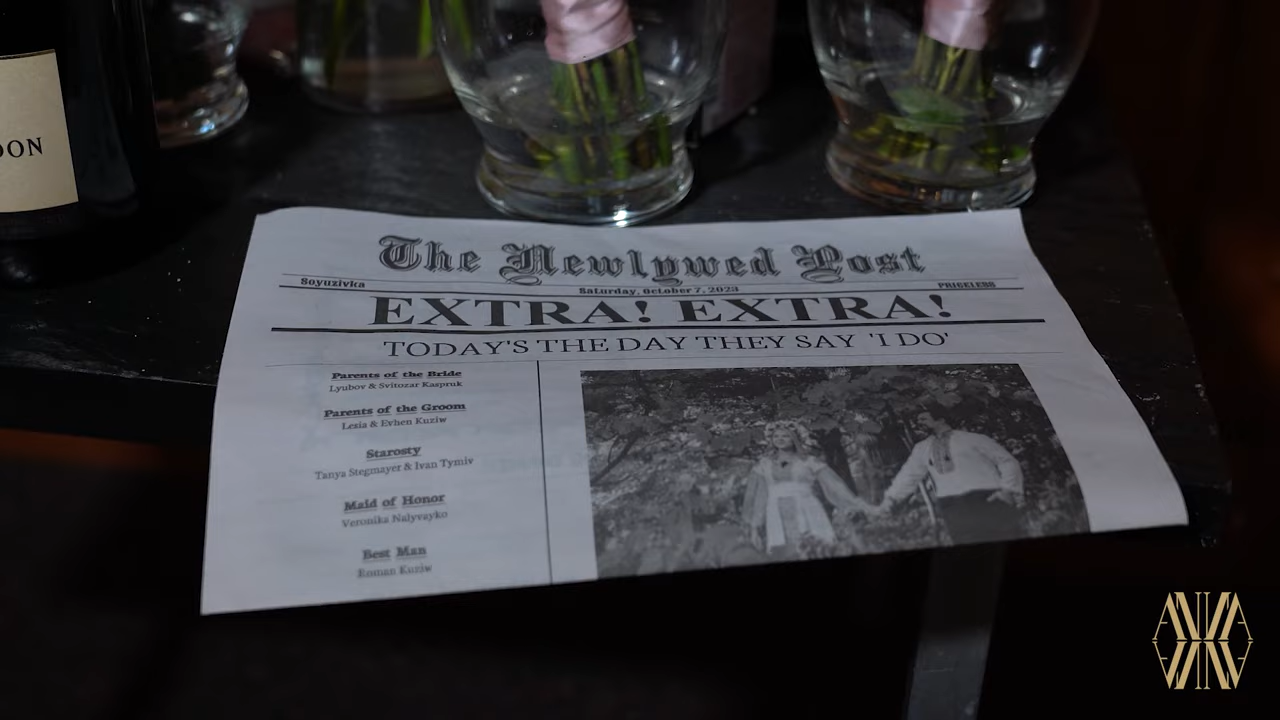 The Newlywed Post
Soyuzivka Saturday, October 7, 2023 PRICELESS
EXTRA! EXTRA!
TODAY'S THE DAY THEY SAY 'I DO'
Parents of the Bride
Lyubov & Svitozar Kaspruk
Parents of the Groom
Lesia & Evhen Kuziw
Starosty
Tanya Stegmayer & Ivan Tymiv
Maid of Honor
Veronika Nalyvayko
Best Man
Roman Kuziw